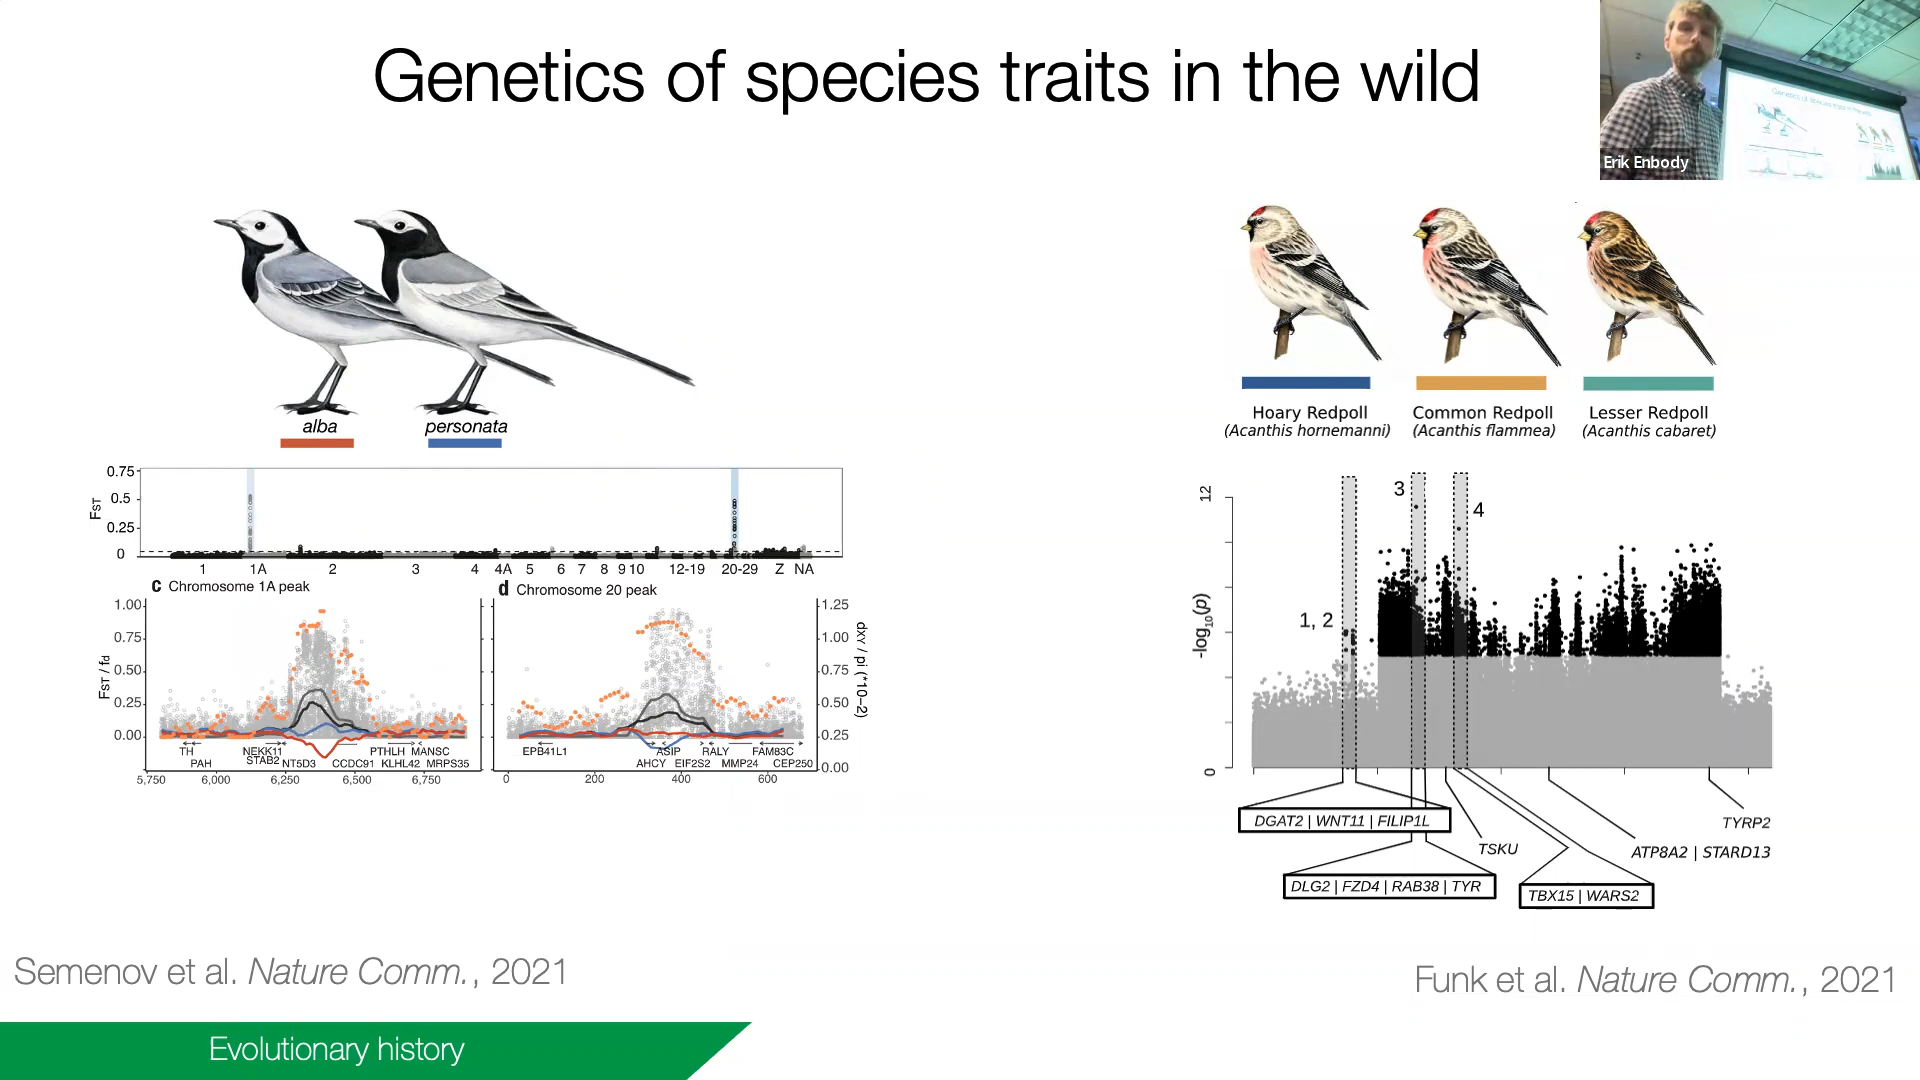 Genetics of species traits in the wild
Erik Enbody
alba
personata
0.75
0.5
0.25
0
FST
1 1A 2 3 4 4A 5 6 7 8 9 10 12-19 20-29 Z NA
c Chromosome 1A peak
1.00
0.75
0.50
0.25
0.00
FST / fd
TH
PAH
NEKK11
STAB2
NT5D3
CCDC91
PTHLH
KLHL42
MANSC
MRPS35
5,750 6,000 6,250 6,500 6,750
d Chromosome 20 peak
EPB41L1
AHCY
ASIP
EIF2S2
RALY
MMP24
FAM83C
CEP250
0 200 400 600
1.25
1.00
0.75
0.50
0.25
0.00
dXY / pi (*10−2)
Hoary Redpoll
(Acanthis hornemanni)
Common Redpoll
(Acanthis flammea)
Lesser Redpoll
(Acanthis cabaret)
12
0
-log10(p)
1, 2
3
4
DGAT2 | WNT11 | FILIP1L
TSKU
DLG2 | FZD4 | RAB38 | TYR
TBX15 | WARS2
ATP8A2 | STARD13
TYRP2
Semenov et al. Nature Comm., 2021
Funk et al. Nature Comm., 2021
Evolutionary history